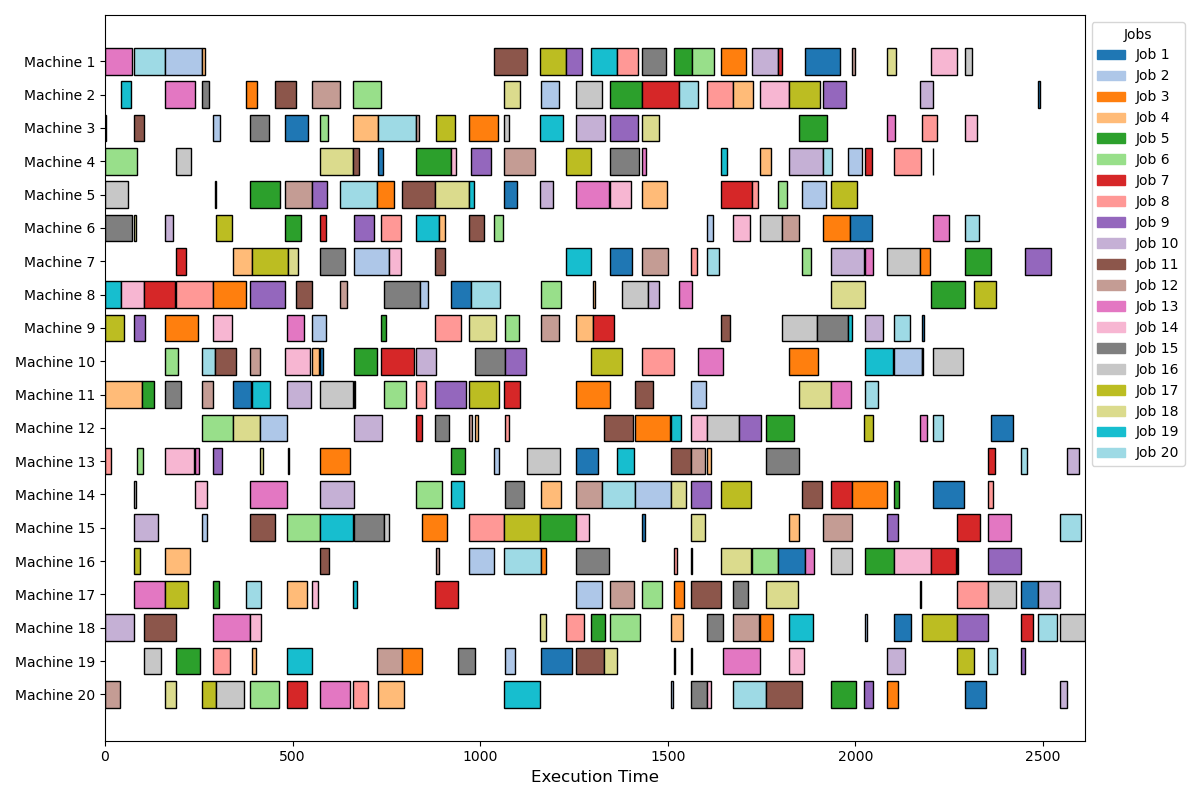 Machine 1
Machine 2
Machine 3
Machine 4
Machine 5
Machine 6
Machine 7
Machine 8
Machine 9
Machine 10
Machine 11
Machine 12
Machine 13
Machine 14
Machine 15
Machine 16
Machine 17
Machine 18
Machine 19
Machine 20
0 500 1000 1500 2000 2500
Execution Time
Jobs
Job 1
Job 2
Job 3
Job 4
Job 5
Job 6
Job 7
Job 8
Job 9
Job 10
Job 11
Job 12
Job 13
Job 14
Job 15
Job 16
Job 17
Job 18
Job 19
Job 20